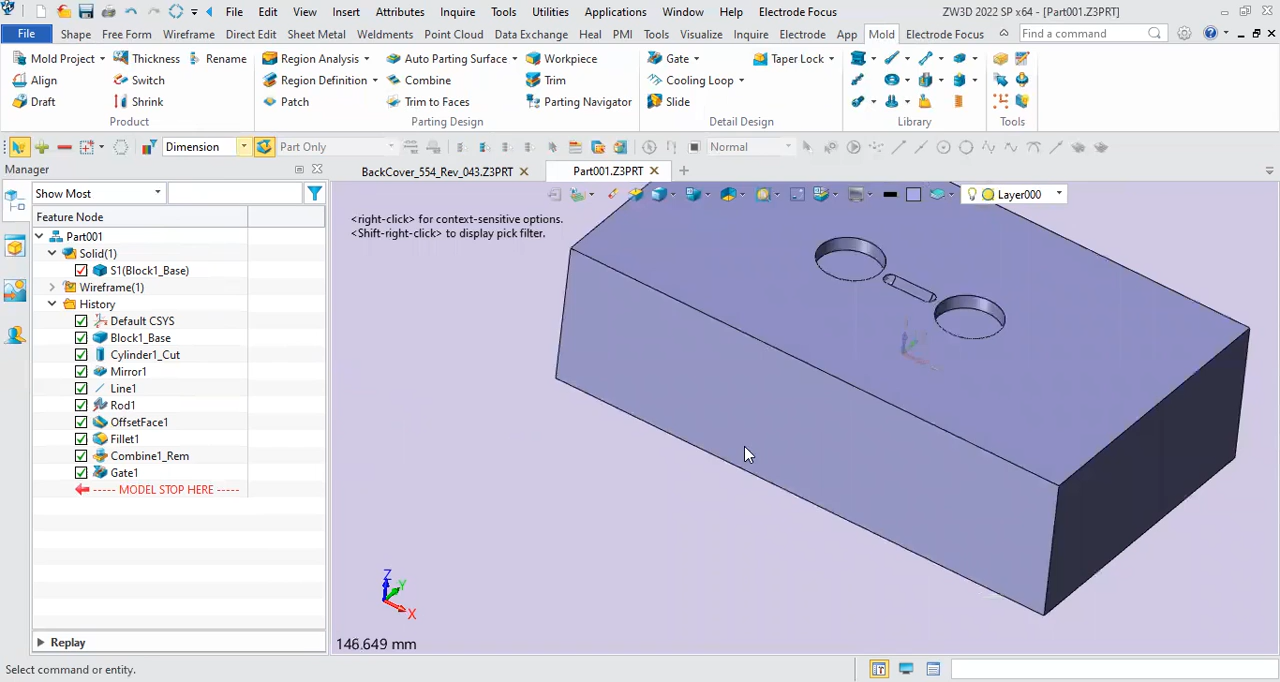 File Edit View Insert Attributes Inquire Tools Utilities Applications Window Help Electrode Focus ZW3D 2022 SP x64 - [Part001.Z3PRT]
File Shape Free Form Wireframe Direct Edit Sheet Metal Weldments Point Cloud Data Exchange Heal PMI Tools Visualize Inquire Electrode App Mold Electrode Focus Find a command
Mold Project Thickness Rename Region Analysis Auto Parting Surface Workpiece Gate Taper Lock
Align Switch Region Definition Combine Trim Cooling Loop
Draft Shrink Patch Trim to Faces Parting Navigator Slide
Product Parting Design Detail Design Library Tools
Dimension Part Only Normal
Manager BackCover_554_Rev_043.Z3PRT Part001.Z3PRT
Show Most Layer000
Feature Node <right-click> for context-sensitive options.
<Shift-right-click> to display pick filter.
Part001
Solid(1)
S1(Block1_Base)
Wireframe(1)
History
Default CSYS
Block1_Base
Cylinder1_Cut
Mirror1
Line1
Rod1
OffsetFace1
Fillet1
Combine1_Rem
Gate1
----- MODEL STOP HERE -----
Z
Y
X
Replay 146.649 mm
Select command or entity.